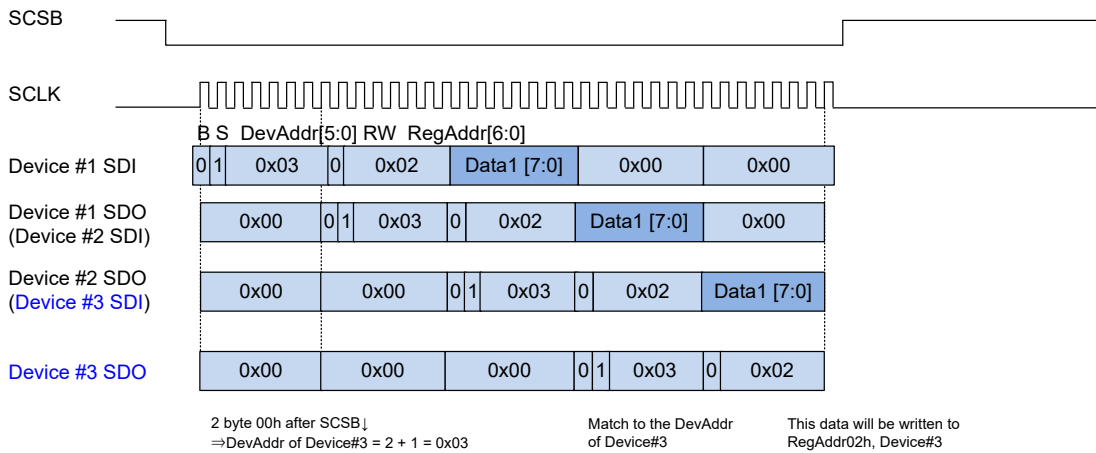 SCSB
SCLK
B S DevAddr[5:0] RW RegAddr[6:0]
Device #1 SDI 0 1 0x03 0 0x02 Data1 [7:0] 0x00 0x00
Device #1 SDO
(Device #2 SDI) 0x00 0 1 0x03 0 0x02 Data1 [7:0] 0x00
Device #2 SDO
(Device #3 SDI) 0x00 0x00 0 1 0x03 0 0x02 Data1 [7:0]
Device #3 SDO 0x00 0x00 0x00 0 1 0x03 0 0x02
2 byte 00h after SCSB↓
⇒DevAddr of Device#3 = 2 + 1 = 0x03
Match to the DevAddr
of Device#3
This data will be written to
RegAddr02h, Device#3